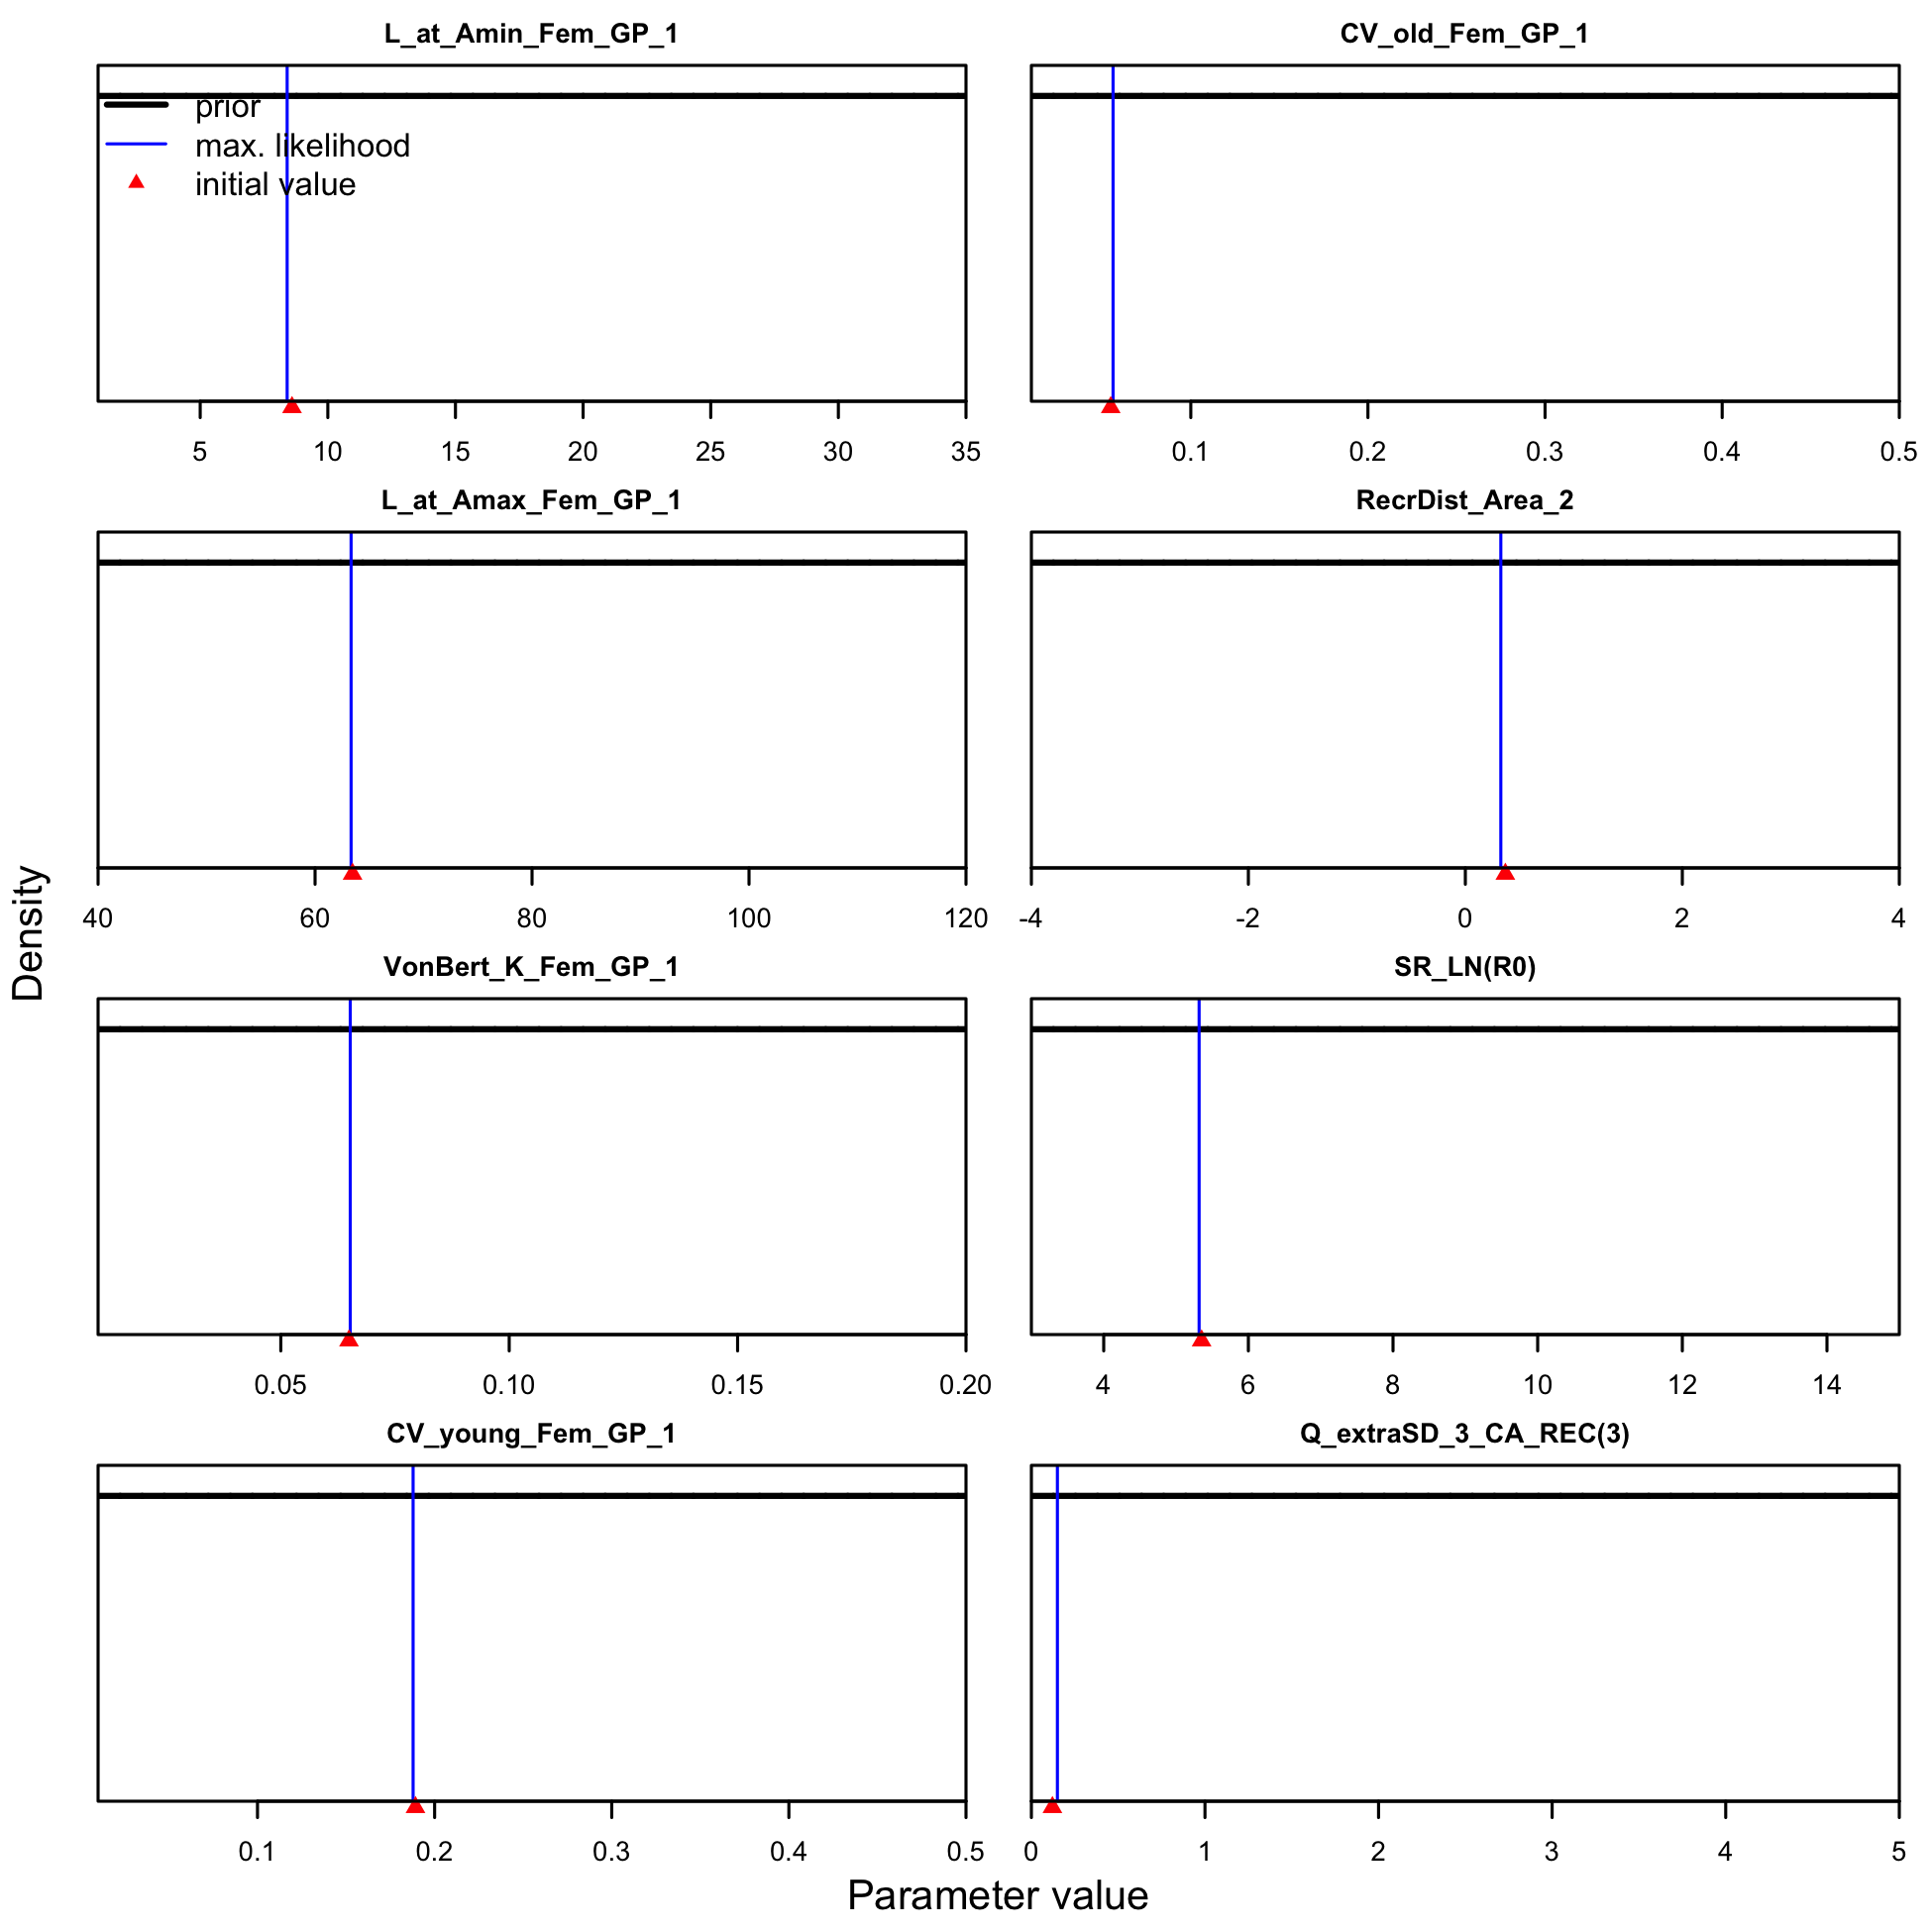 L_at_Amin_Fem_GP_1
prior
max. likelihood
initial value
5 10 15 20 25 30 35
CV_old_Fem_GP_1
0.1 0.2 0.3 0.4 0.5
L_at_Amax_Fem_GP_1
40 60 80 100 120
RecrDist_Area_2
-4 -2 0 2 4
VonBert_K_Fem_GP_1
0.05 0.10 0.15 0.20
SR_LN(R0)
4 6 8 10 12 14
CV_young_Fem_GP_1
0.1 0.2 0.3 0.4 0.5
Q_extraSD_3_CA_REC(3)
0 1 2 3 4 5
Density
Parameter value